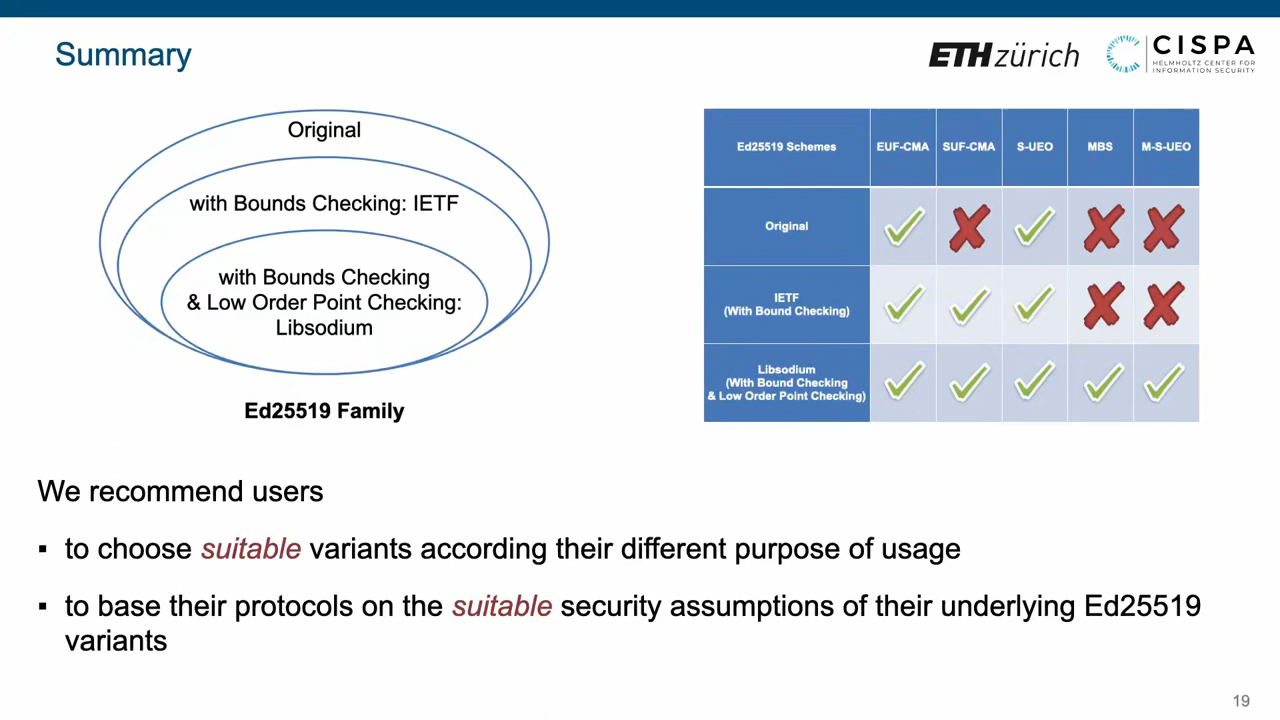 Summary
ETH zürich
CISPA
HELMHOLTZ CENTER FOR
INFORMATION SECURITY
Original
with Bounds Checking: IETF
with Bounds Checking
& Low Order Point Checking:
Libsodium
Ed25519 Family
Ed25519 Schemes EUF-CMA SUF-CMA S-UEO MBS M-S-UEO
Original
IETF
(With Bound Checking)
Libsodium
(With Bound Checking
& Low Order Point Checking)
We recommend users
▪ to choose suitable variants according their different purpose of usage
▪ to base their protocols on the suitable security assumptions of their underlying Ed25519
variants
19